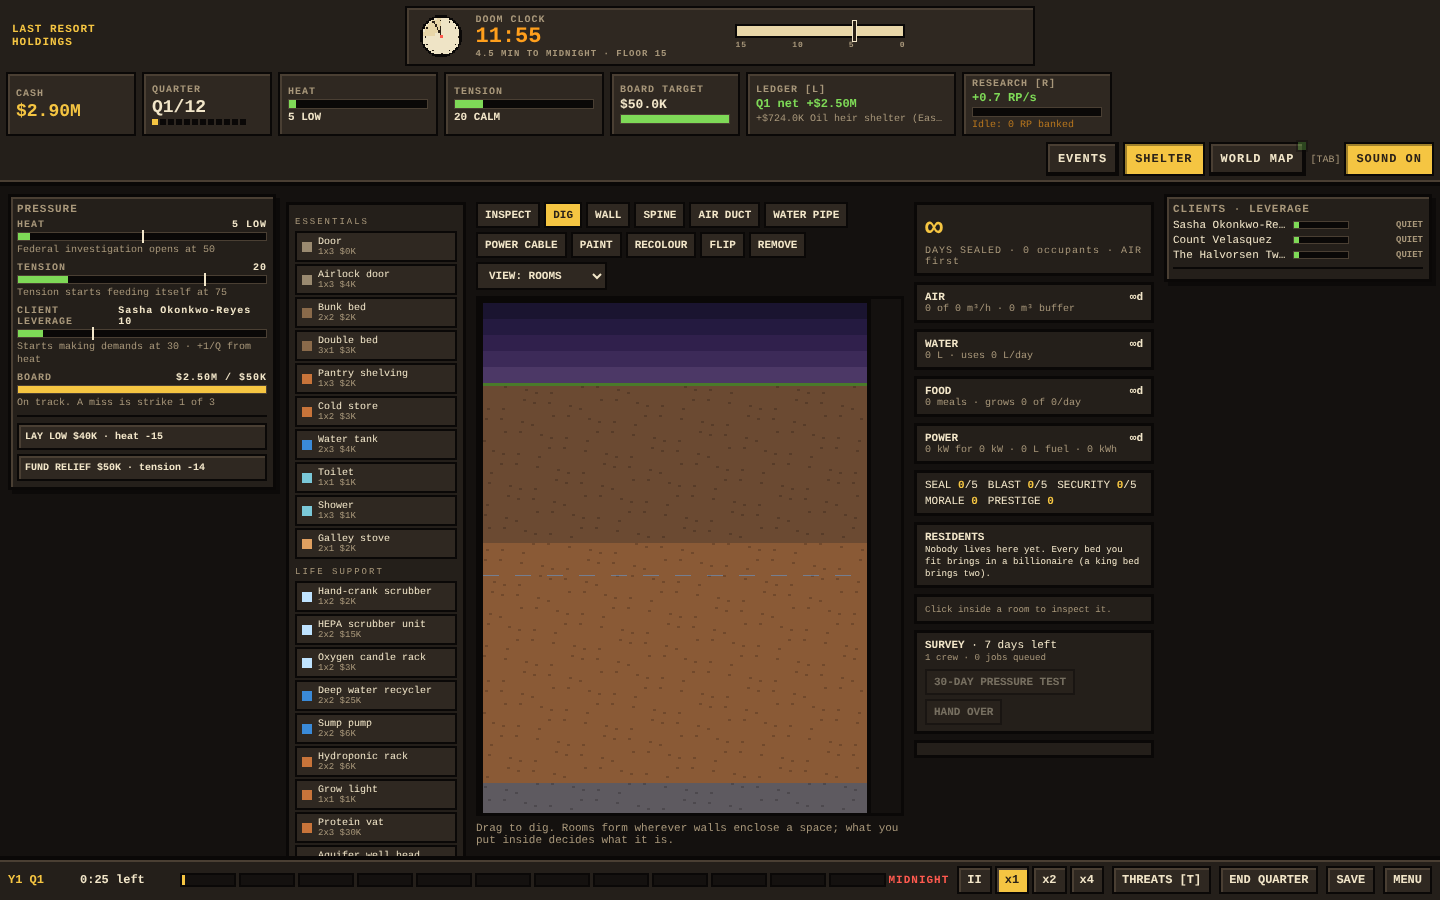 LAST RESORT
HOLDINGS
DOOM CLOCK
11:55
4.5 MIN TO MIDNIGHT · FLOOR 15
15 10 5 0
CASH
$2.90M
QUARTER
Q1/12
HEAT
5 LOW
TENSION
20 CALM
BOARD TARGET
$50.0K
LEDGER [L]
Q1 net +$2.50M
+$724.0K Oil heir shelter (Eas…
RESEARCH [R]
+0.7 RP/s
Idle: 0 RP banked
EVENTS
SHELTER
WORLD MAP
[TAB]
SOUND ON
PRESSURE
HEAT 5 LOW
Federal investigation opens at 50
TENSION 20
Tension starts feeding itself at 75
CLIENT LEVERAGE
Sasha Okonkwo-Reyes 10
Starts making demands at 30 · +1/Q from
heat
BOARD $2.50M / $50K
On track. A miss is strike 1 of 3
LAY LOW $40K · heat -15
FUND RELIEF $50K · tension -14
ESSENTIALS
Door
1x3 $0K
Airlock door
1x3 $4K
Bunk bed
2x2 $2K
Double bed
3x1 $3K
Pantry shelving
1x3 $2K
Cold store
1x2 $3K
Water tank
2x3 $4K
Toilet
1x1 $1K
Shower
1x3 $1K
Galley stove
2x1 $2K
LIFE SUPPORT
Hand-crank scrubber
1x2 $2K
HEPA scrubber unit
2x2 $15K
Oxygen candle rack
1x2 $3K
Deep water recycler
2x2 $25K
Sump pump
2x2 $6K
Hydroponic rack
2x2 $6K
Grow light
1x1 $1K
Protein vat
2x3 $30K
Aquifer well head
INSPECT
DIG
WALL
SPINE
AIR DUCT
WATER PIPE
POWER CABLE
PAINT
RECOLOUR
FLIP
REMOVE
VIEW: ROOMS
Drag to dig. Rooms form wherever walls enclose a space; what you
put inside decides what it is.
∞
DAYS SEALED · 0 occupants · AIR
first
AIR ∞d
0 of 0 m³/h · 0 m³ buffer
WATER ∞d
0 L · uses 0 L/day
FOOD ∞d
0 meals · grows 0 of 0/day
POWER ∞d
0 kW for 0 kW · 0 L fuel · 0 kWh
SEAL 0/5 BLAST 0/5 SECURITY 0/5
MORALE 0 PRESTIGE 0
RESIDENTS
Nobody lives here yet. Every bed you
fit brings in a billionaire (a king bed
brings two).
Click inside a room to inspect it.
SURVEY · 7 days left
1 crew · 0 jobs queued
30-DAY PRESSURE TEST
HAND OVER
CLIENTS · LEVERAGE
Sasha Okonkwo-Re… QUIET
Count Velasquez QUIET
The Halvorsen Tw… QUIET
Y1 Q1
0:25 left
MIDNIGHT
II
x1
x2
x4
THREATS [T]
END QUARTER
SAVE
MENU